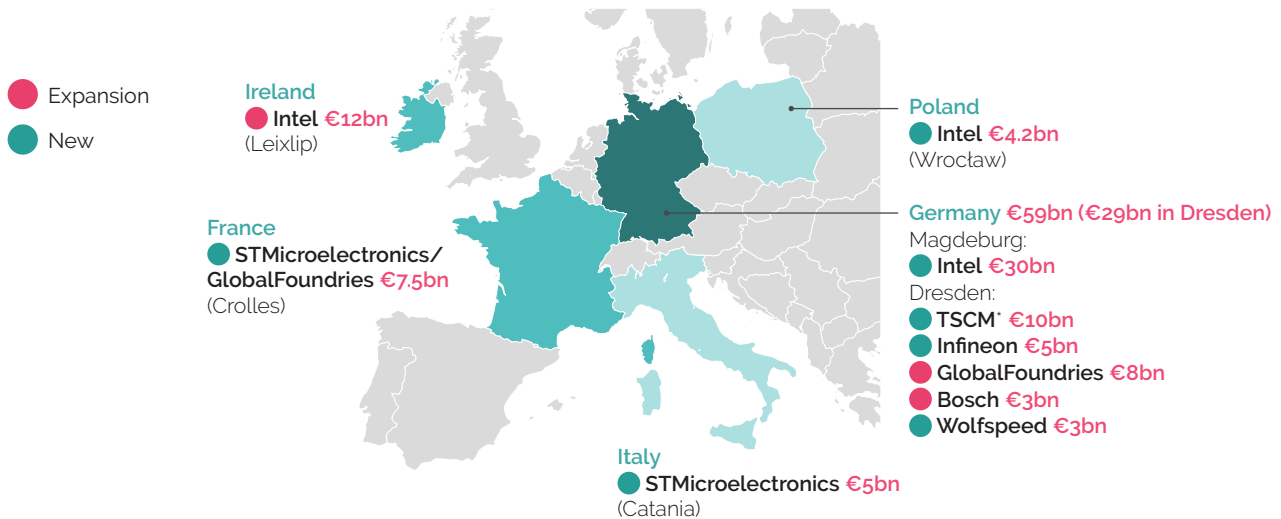 Expansion
New
Ireland
Intel €12bn
(Leixlip)
France
STMicroelectronics/
GlobalFoundries €7.5bn
(Crolles)
Italy
STMicroelectronics €5bn
(Catania)
Poland
Intel €4.2bn
(Wrocław)
Germany €59bn (€29bn in Dresden)
Magdeburg:
Intel €30bn
Dresden:
TSCM* €10bn
Infineon €5bn
GlobalFoundries €8bn
Bosch €3bn
Wolfspeed €3bn